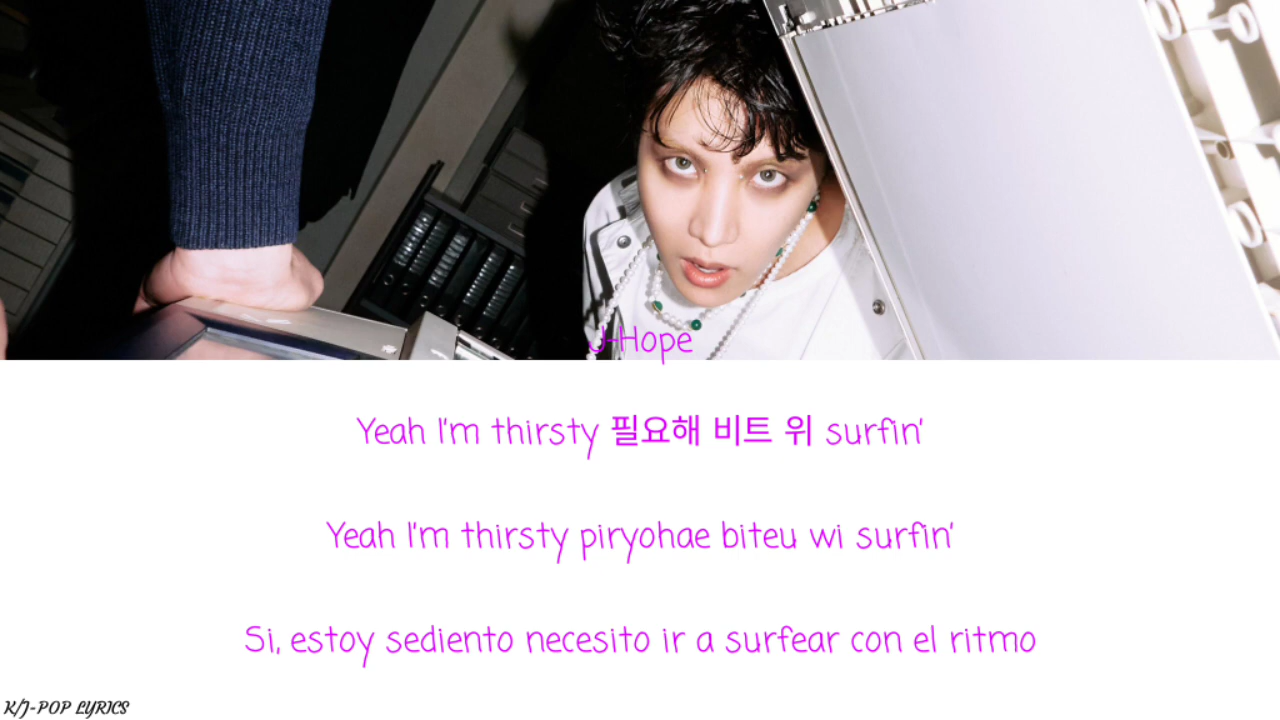 J-Hope
Yeah I'm thirsty 필요해 비트 위 surfin'
Yeah I'm thirsty piryohae biteu wi surfin'
Si, estoy sediento necesito ir a surfear con el ritmo
K/J-POP LYRICS